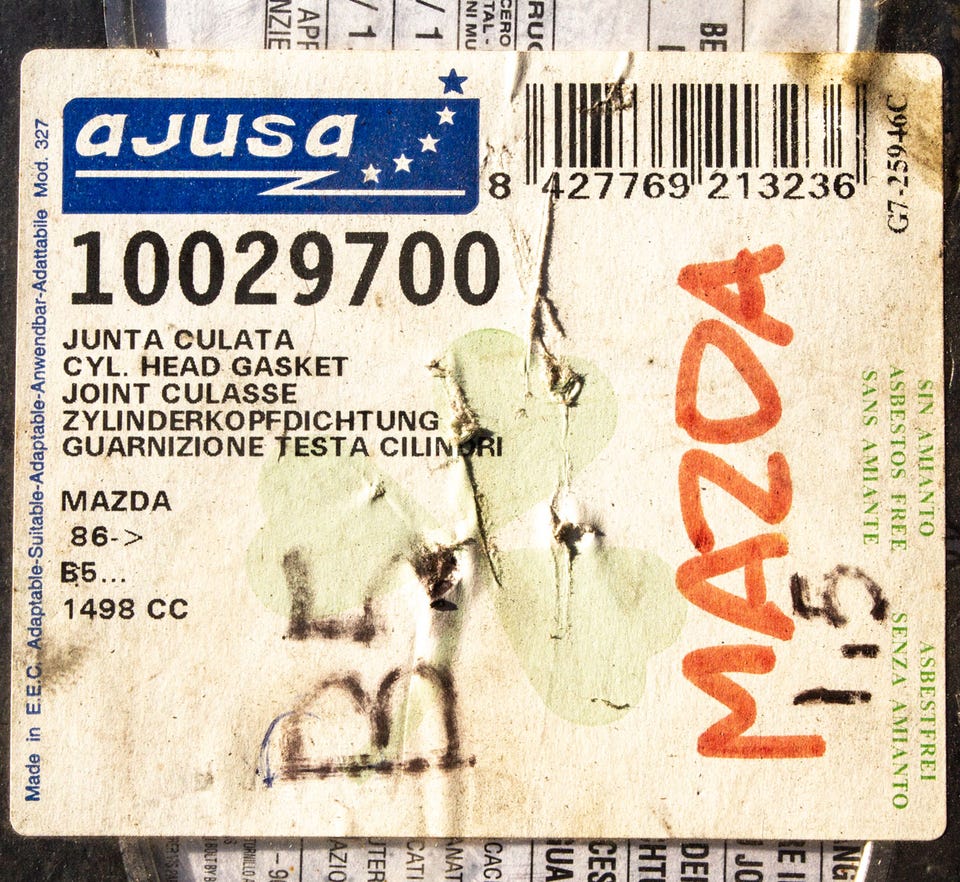 ajusa
8 427769 213236
G7-25946C
10029700
JUNTA CULATA
CYL. HEAD GASKET
JOINT CULASSE
ZYLINDERKOPFDICHTUNG
GUARNIZIONE TESTA CILINDRI
MAZDA
86->
B5...
1498 CC
Made in E.E.C. Adaptable-Suitable-Adaptable-Anwendbar-Adattabile Mod. 327
MAZDA
1.5
SIN AMIANTO
ASBESTOS FREE
SANS AMIANTE
ASBESTFREI
SENZA AMIANTO